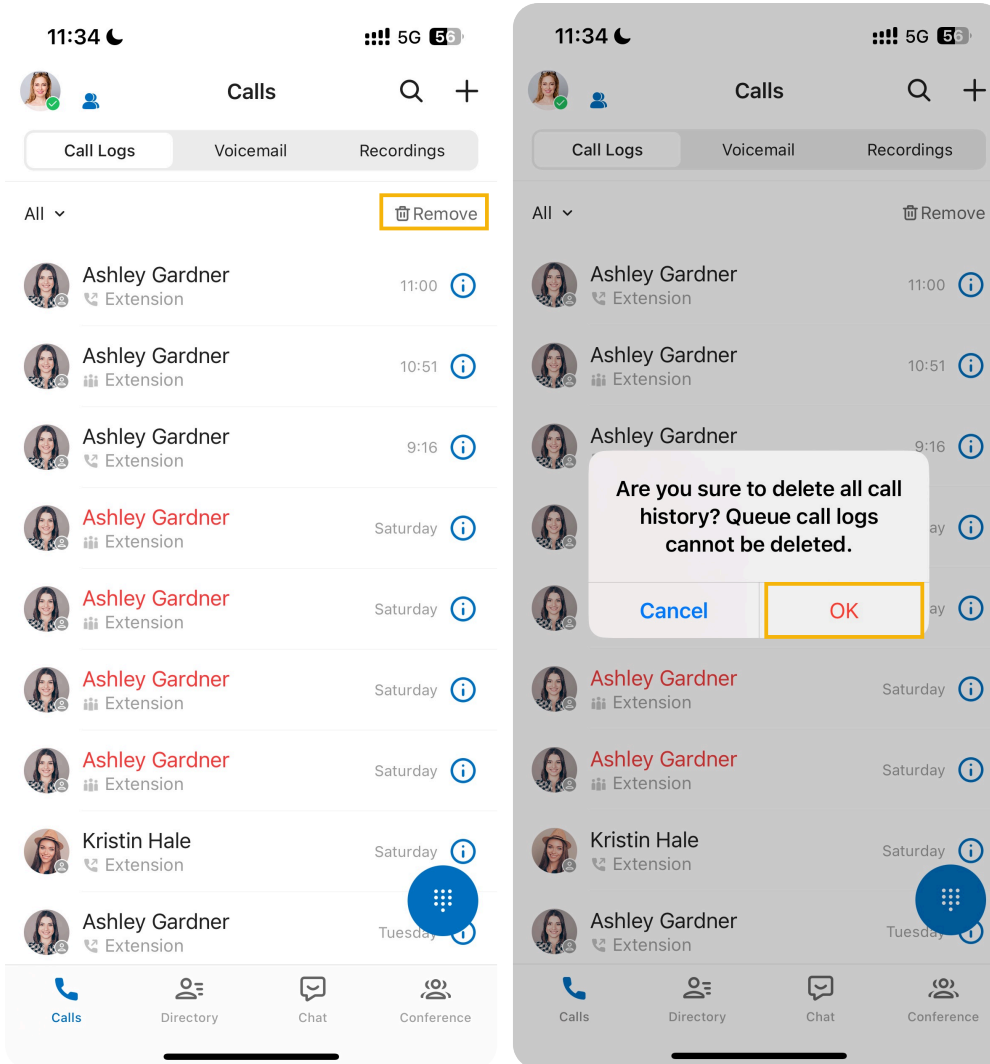 11:34
5G 56
Calls
Call Logs Voicemail Recordings
All
Remove
Ashley Gardner
Extension
11:00
Ashley Gardner
Extension
10:51
Ashley Gardner
Extension
9:16
Ashley Gardner
Extension
Saturday
Ashley Gardner
Extension
Saturday
Ashley Gardner
Extension
Saturday
Ashley Gardner
Extension
Saturday
Kristin Hale
Extension
Saturday
Ashley Gardner
Extension
Tuesday
Calls Directory Chat Conference
11:34
5G 56
Calls
Call Logs Voicemail Recordings
All
Remove
Ashley Gardner
Extension
11:00
Ashley Gardner
Extension
10:51
Ashley Gardner
9:16
Are you sure to delete all call
history? Queue call logs
cannot be deleted.
Cancel OK
ay
ay
Ashley Gardner
Extension
Saturday
Ashley Gardner
Extension
Saturday
Kristin Hale
Extension
Saturday
Ashley Gardner
Extension
Tuesday
Calls Directory Chat Conference